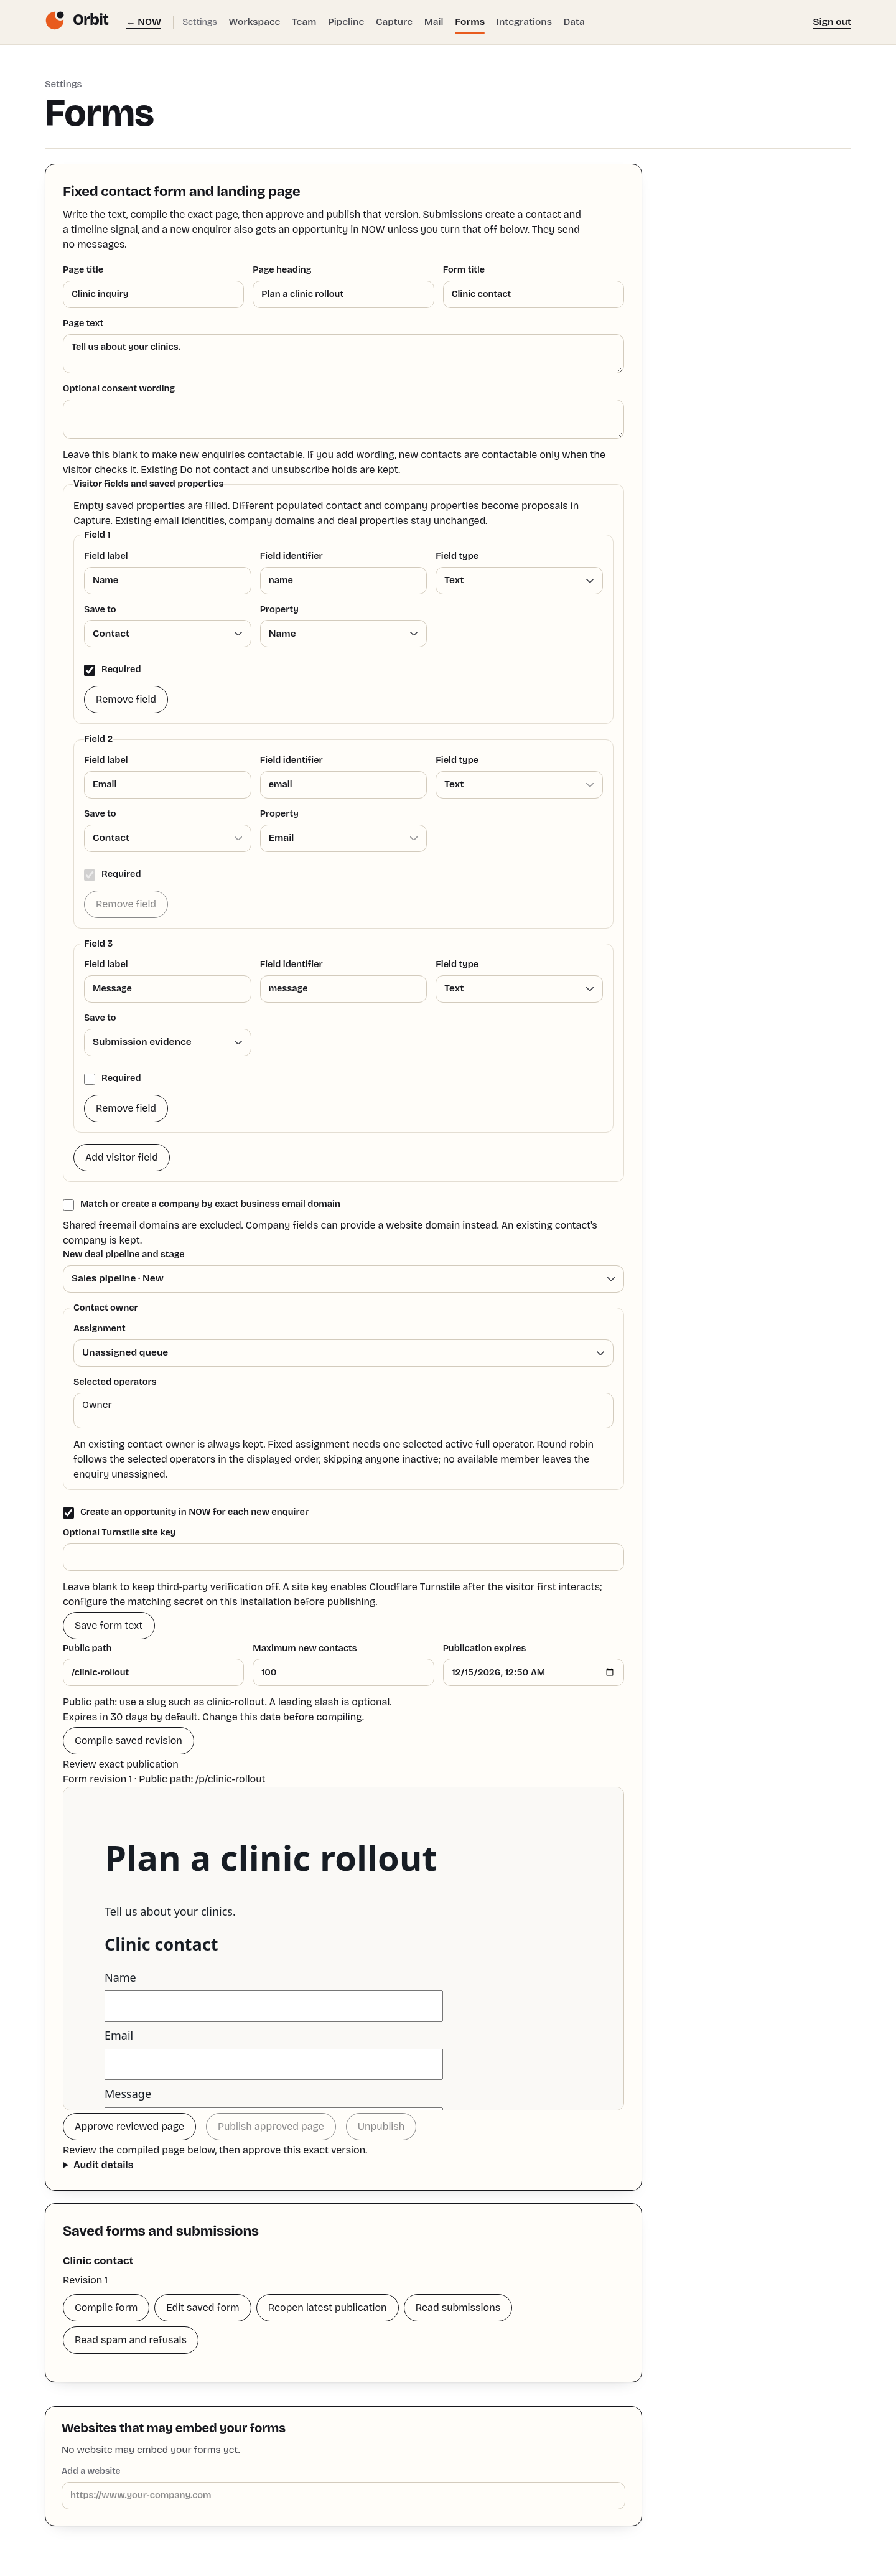 Orbit
← NOW
Settings
Workspace
Team
Pipeline
Capture
Mail
Forms
Integrations
Data
Sign out
Settings
Forms
Fixed contact form and landing page
Write the text, compile the exact page, then approve and publish that version. Submissions create a contact and
a timeline signal, and a new enquirer also gets an opportunity in NOW unless you turn that off below. They send
no messages.
Page title
Page heading
Form title
Clinic inquiry
Plan a clinic rollout
Clinic contact
Page text
Tell us about your clinics.
Optional consent wording
Leave this blank to make new enquiries contactable. If you add wording, new contacts are contactable only when the
visitor checks it. Existing Do not contact and unsubscribe holds are kept.
Visitor fields and saved properties
Empty saved properties are filled. Different populated contact and company properties become proposals in
Capture. Existing email identities, company domains and deal properties stay unchanged.
Field 1
Field label
Field identifier
Field type
Name
name
Text
Save to
Property
Contact
Name
Required
Remove field
Field 2
Field label
Field identifier
Field type
Email
email
Text
Save to
Property
Contact
Email
Required
Remove field
Field 3
Field label
Field identifier
Field type
Message
message
Text
Save to
Submission evidence
Required
Remove field
Add visitor field
Match or create a company by exact business email domain
Shared freemail domains are excluded. Company fields can provide a website domain instead. An existing contact's
company is kept.
New deal pipeline and stage
Sales pipeline · New
Contact owner
Assignment
Unassigned queue
Selected operators
Owner
An existing contact owner is always kept. Fixed assignment needs one selected active full operator. Round robin
follows the selected operators in the displayed order, skipping anyone inactive; no available member leaves the
enquiry unassigned.
Create an opportunity in NOW for each new enquirer
Optional Turnstile site key
Leave blank to keep third-party verification off. A site key enables Cloudflare Turnstile after the visitor first interacts;
configure the matching secret on this installation before publishing.
Save form text
Public path
Maximum new contacts
Publication expires
/clinic-rollout
100
12/15/2026, 12:50 AM
Public path: use a slug such as clinic-rollout. A leading slash is optional.
Expires in 30 days by default. Change this date before compiling.
Compile saved revision
Review exact publication
Form revision 1 · Public path: /p/clinic-rollout
Plan a clinic rollout
Tell us about your clinics.
Clinic contact
Name
Email
Message
Approve reviewed page
Publish approved page
Unpublish
Review the compiled page below, then approve this exact version.
Audit details
Saved forms and submissions
Clinic contact
Revision 1
Compile form
Edit saved form
Reopen latest publication
Read submissions
Read spam and refusals
Websites that may embed your forms
No website may embed your forms yet.
Add a website
https://www.your-company.com